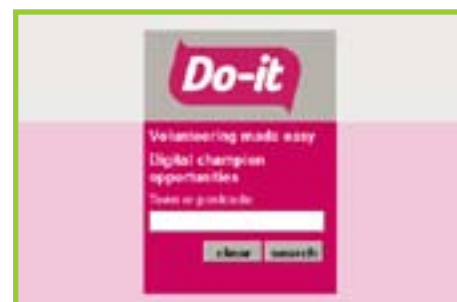 Do-it
Volunteering made easy
Digital champion
opportunities
Town or postcode
clear search